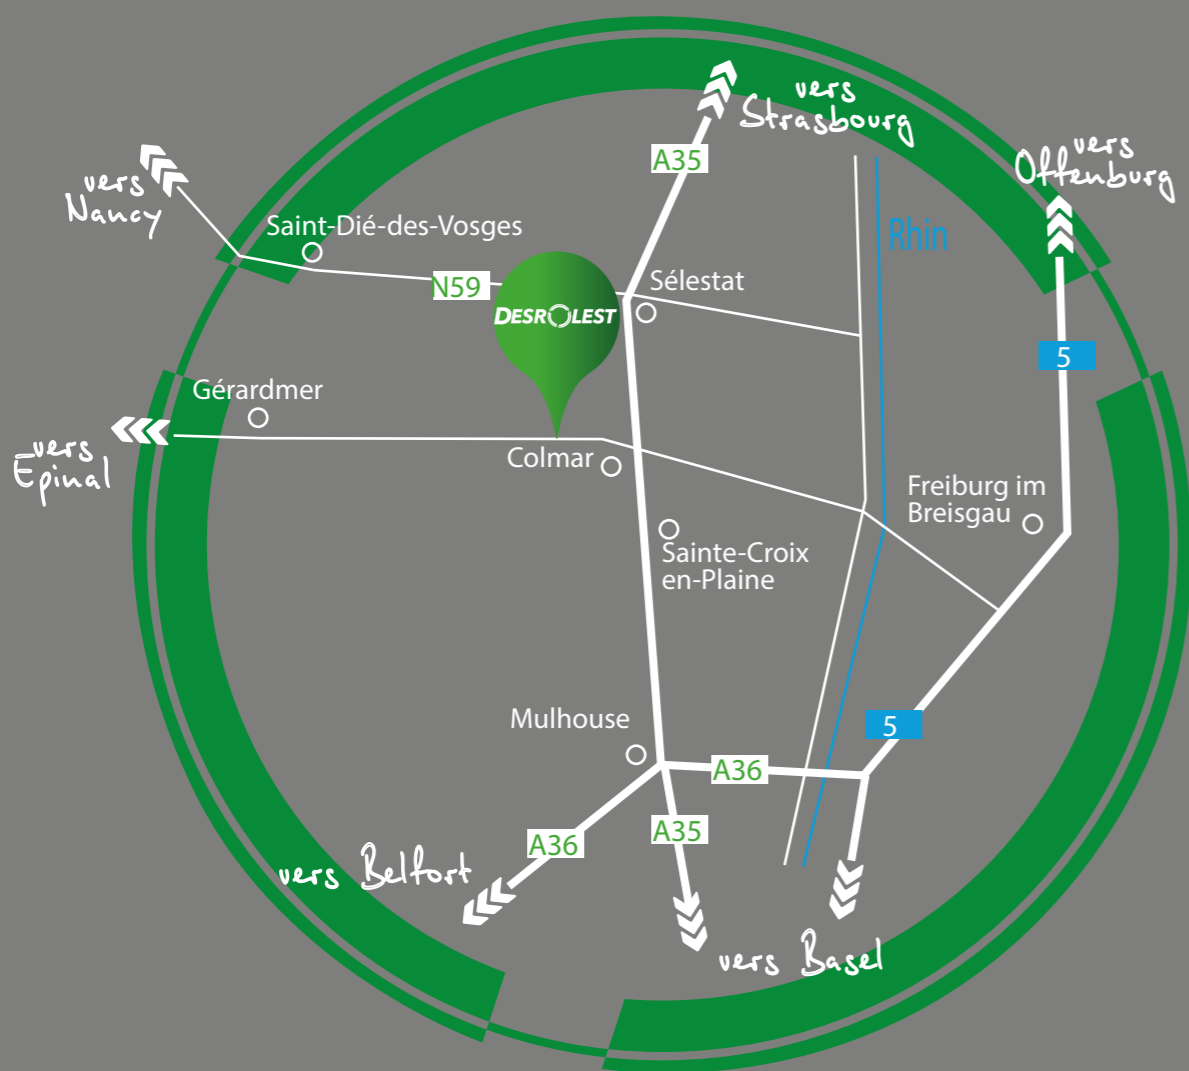 vers
Strasbourg
vers
Offenburg
A35
vers
Nancy
Saint-Dié-des-Vosges
Rhin
N59
Sélestat
DESROLEST
5
Gérardmer
vers
Epinal
Colmar
Freiburg im
Breisgau
Sainte-Croix
en-Plaine
Mulhouse
5
A36
A36
A35
vers Belfort
vers Basel